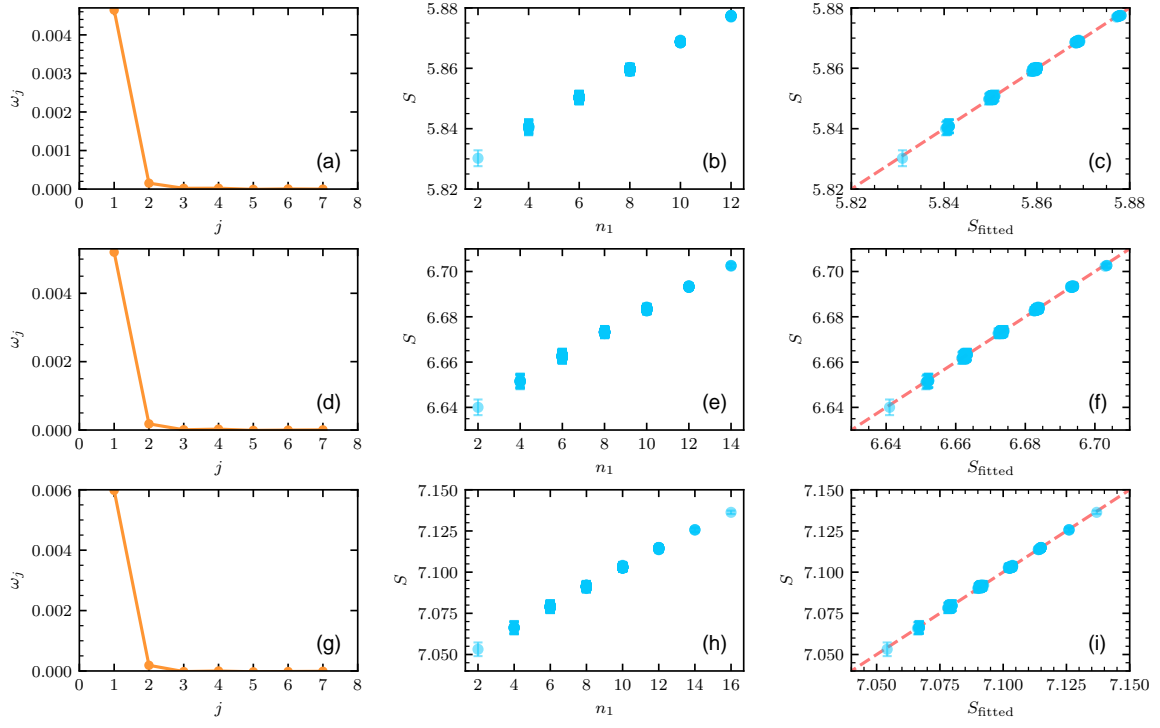 0.004
0.003
0.002
0.001
0.000
ω_j
0 1 2 3 4 5 6 7 8
j
(a)
5.88
5.86
5.84
5.82
S
2 4 6 8 10 12
n_1
(b)
5.88
5.86
5.84
5.82
S
5.82 5.84 5.86 5.88
S_fitted
(c)
0.004
0.002
0.000
ω_j
0 1 2 3 4 5 6 7 8
j
(d)
6.70
6.68
6.66
6.64
S
2 4 6 8 10 12 14
n_1
(e)
6.70
6.68
6.66
6.64
S
6.64 6.66 6.68 6.70
S_fitted
(f)
0.006
0.004
0.002
0.000
ω_j
0 1 2 3 4 5 6 7 8
j
(g)
7.150
7.125
7.100
7.075
7.050
S
2 4 6 8 10 12 14 16
n_1
(h)
7.150
7.125
7.100
7.075
7.050
S
7.050 7.075 7.100 7.125 7.150
S_fitted
(i)